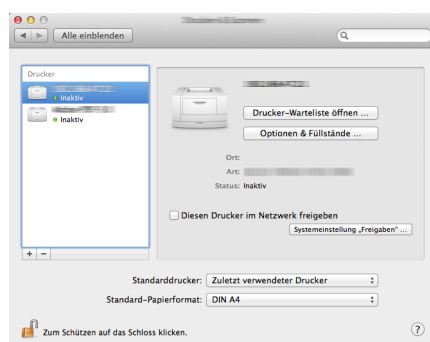 Alle einblenden
Drucker
Inaktiv
Inaktiv
Drucker-Warteliste öffnen ...
Optionen & Füllstände ...
Ort:
Art:
Status: Inaktiv
Diesen Drucker im Netzwerk freigeben
Systemeinstellung „Freigaben“ ...
+ −
Standarddrucker: Zuletzt verwendeter Drucker
Standard-Papierformat: DIN A4
Zum Schützen auf das Schloss klicken.
?